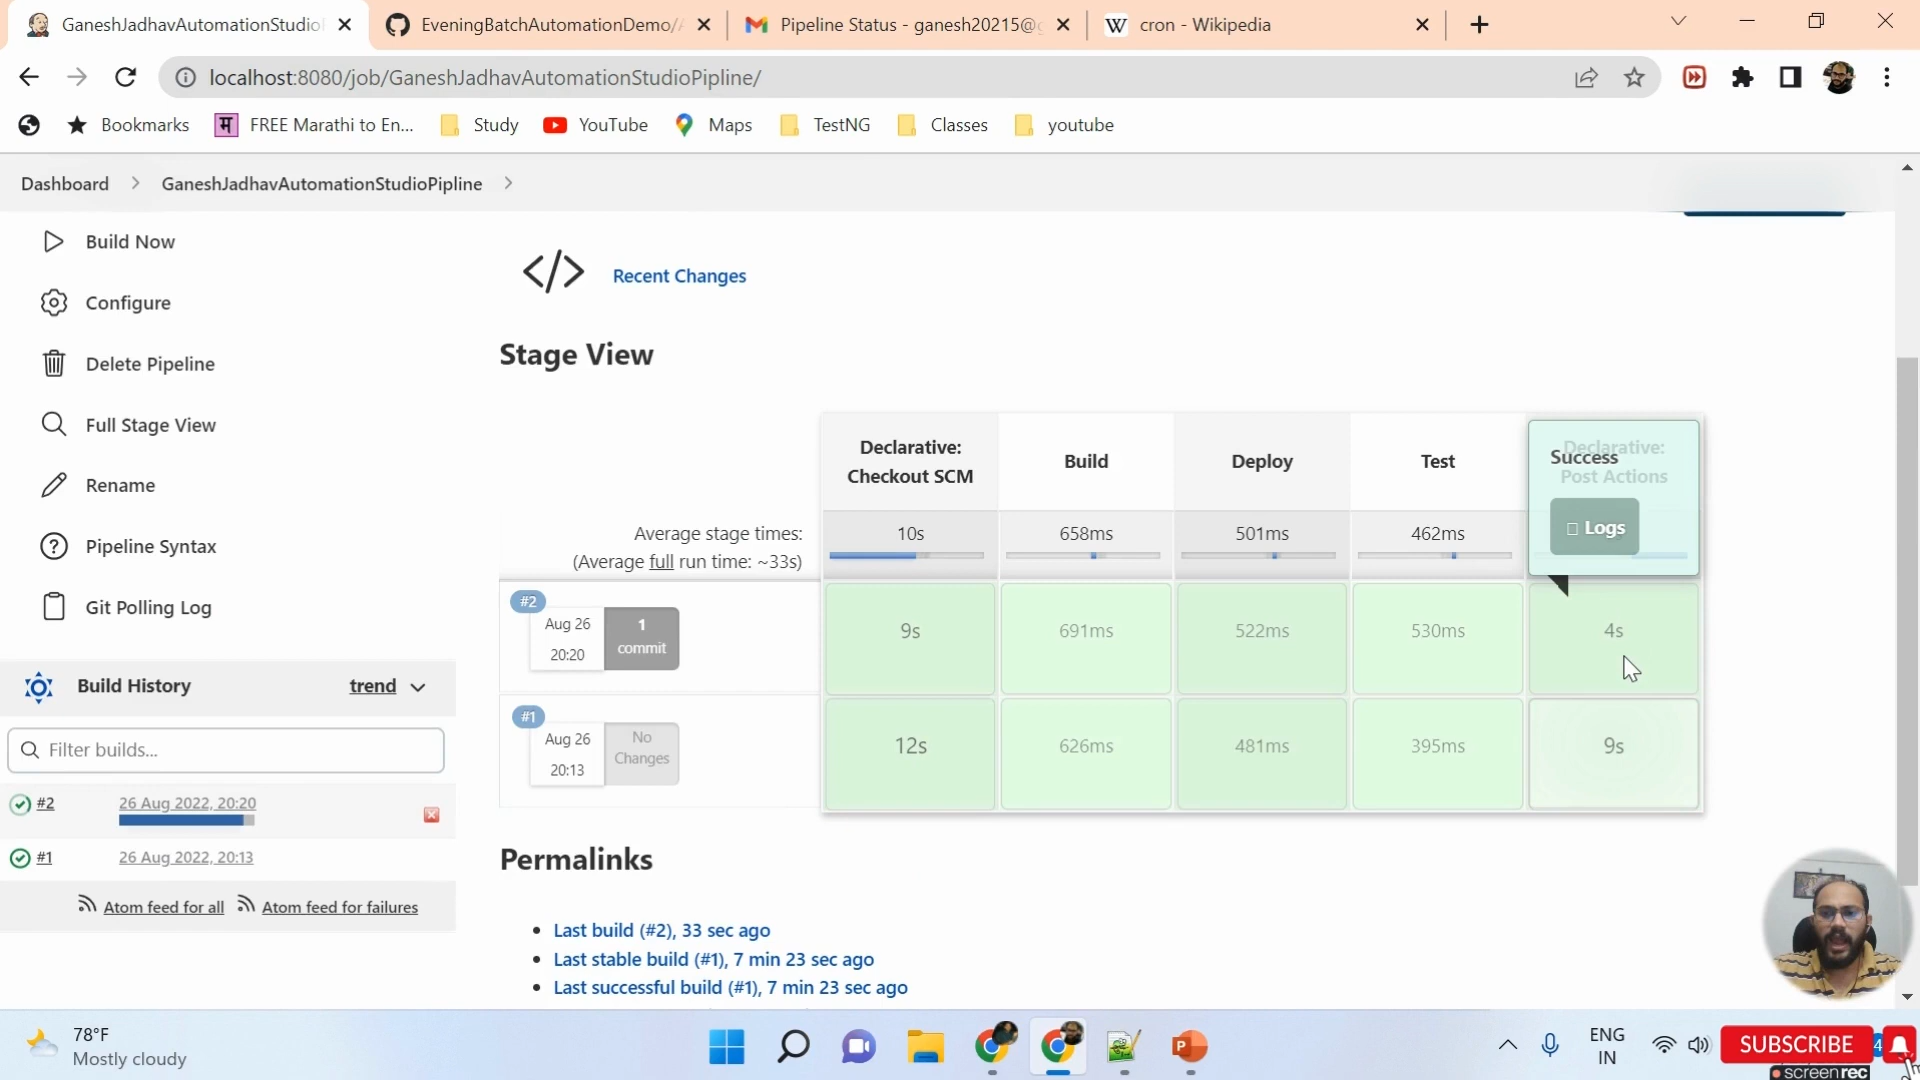 GaneshJadhavAutomationStudioP
EveningBatchAutomationDemo/
Pipeline Status - ganesh20215@g
W cron - Wikipedia
localhost:8080/job/GaneshJadhavAutomationStudioPipline/
Bookmarks
म FREE Marathi to En...
Study
YouTube
Maps
TestNG
Classes
youtube
Dashboard
GaneshJadhavAutomationStudioPipline
Build Now
Configure
Delete Pipeline
Full Stage View
Rename
Pipeline Syntax
Git Polling Log
Build History
trend
Filter builds...
#2 26 Aug 2022, 20:20
#1 26 Aug 2022, 20:13
Atom feed for all Atom feed for failures
</> Recent Changes
Stage View
Declarative:
Checkout SCM
Build
Deploy
Test
Declarative:
Post Actions
Success
Logs
Average stage times:
(Average full run time: ~33s)
10s 658ms 501ms 462ms
#2
Aug 26
20:20
1
commit
9s 691ms 522ms 530ms 4s
#1
Aug 26
20:13
No
Changes
12s 626ms 481ms 395ms 9s
Permalinks
Last build (#2), 33 sec ago
Last stable build (#1), 7 min 23 sec ago
Last successful build (#1), 7 min 23 sec ago
78°F
Mostly cloudy
P
ENG
IN
SUBSCRIBE
4
screenrec